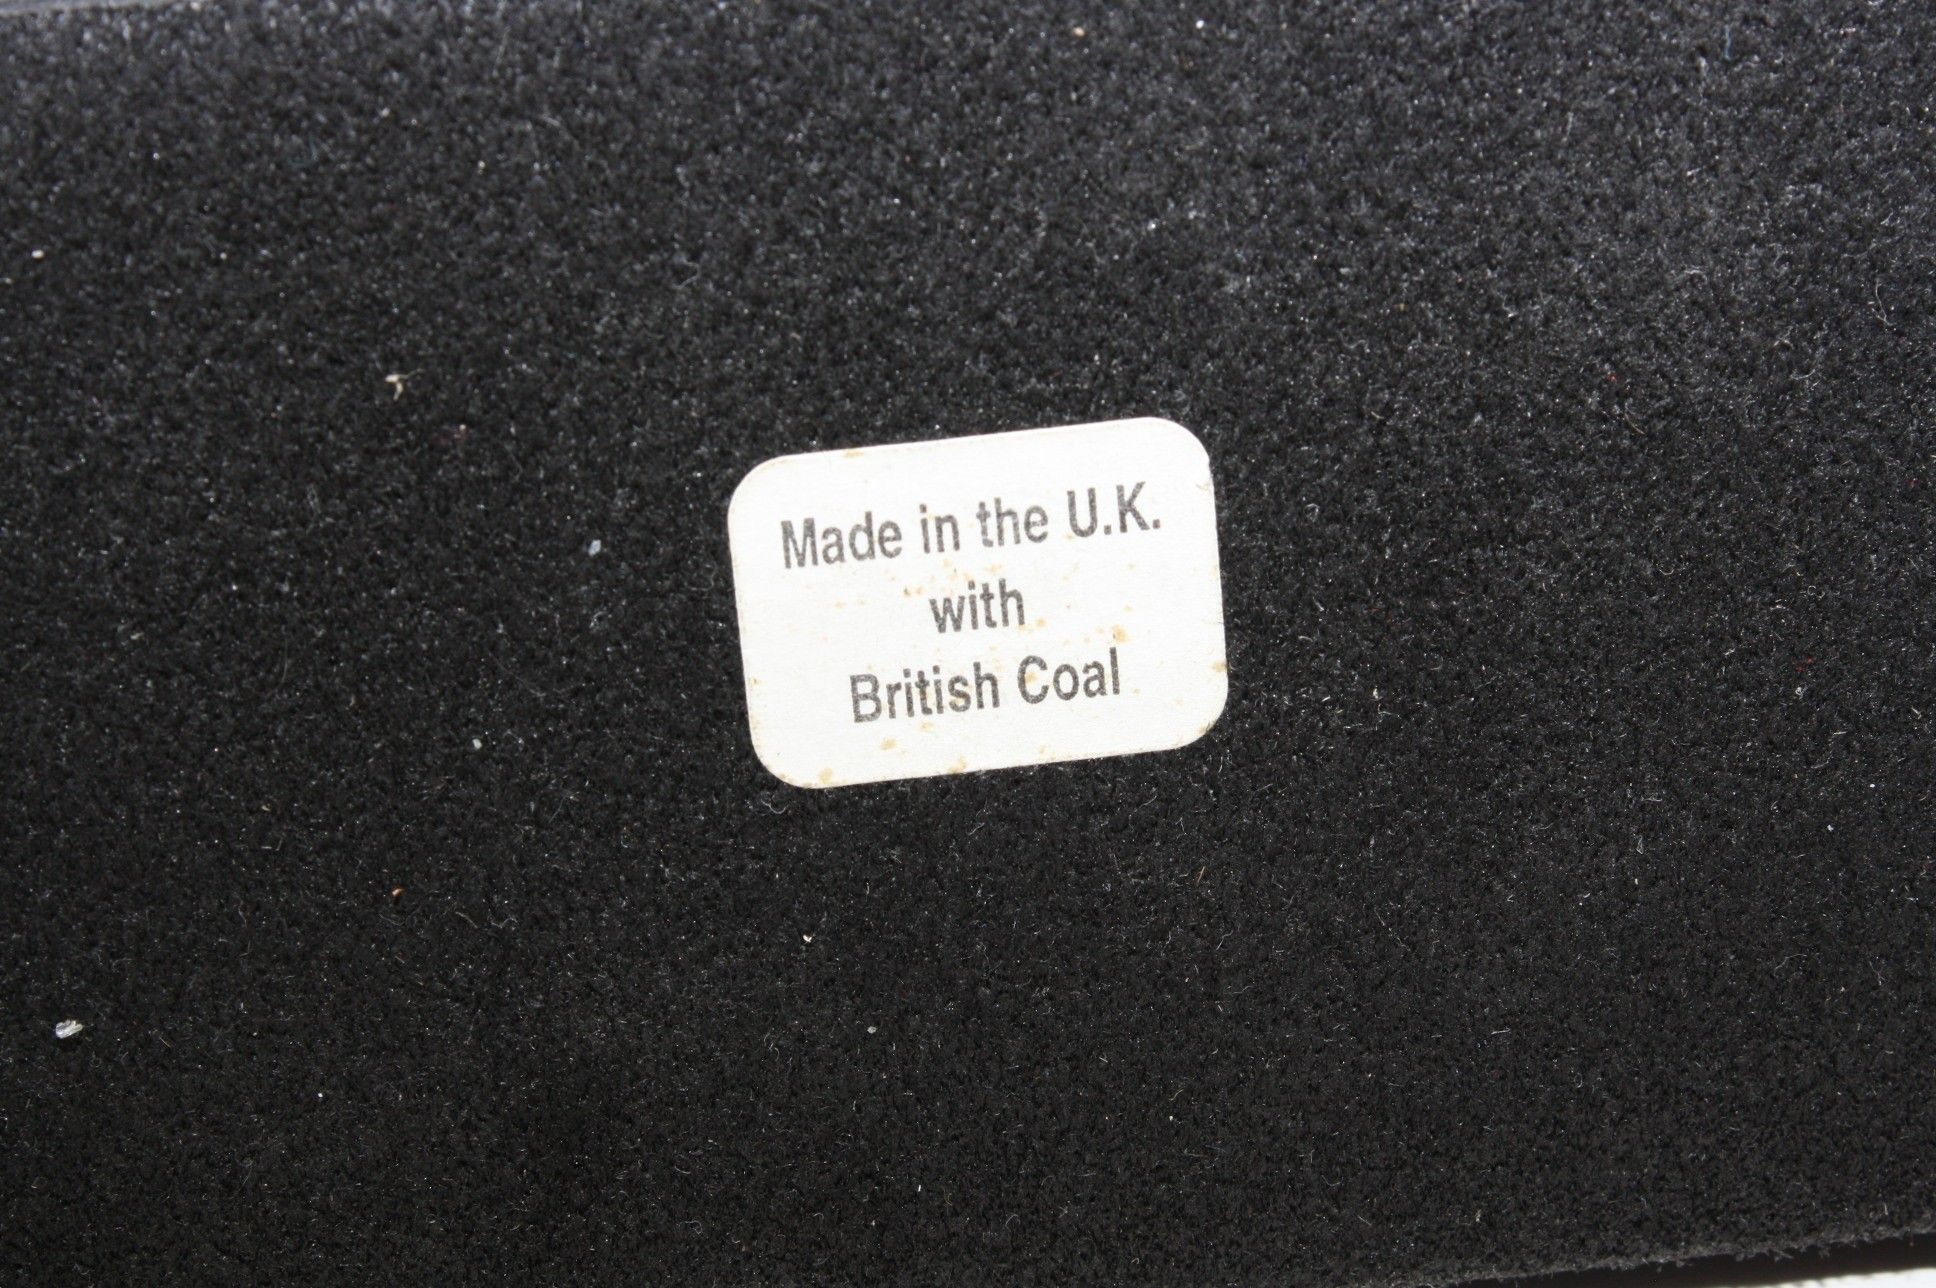 Made in the U.K.
with
British Coal